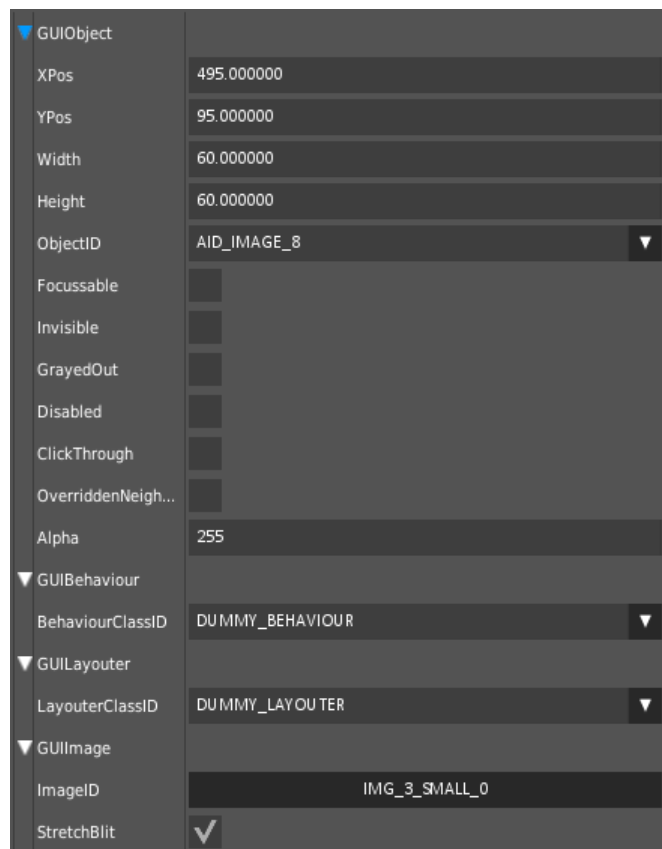 GUIObject
XPos 495.000000
YPos 95.000000
Width 60.000000
Height 60.000000
ObjectID AID_IMAGE_8
Focussable
Invisible
GrayedOut
Disabled
ClickThrough
OverriddenNeigh...
Alpha 255
GUIBehaviour
BehaviourClassID DUMMY_BEHAVIOUR
GUILayouter
LayouterClassID DUMMY_LAYOUTER
GUIImage
ImageID IMG_3_SMALL_0
StretchBlit